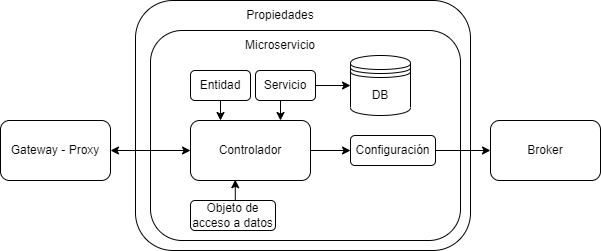 Propiedades
Microservicio
Entidad
Servicio
DB
Gateway - Proxy
Controlador
Configuración
Broker
Objeto de
acceso a datos